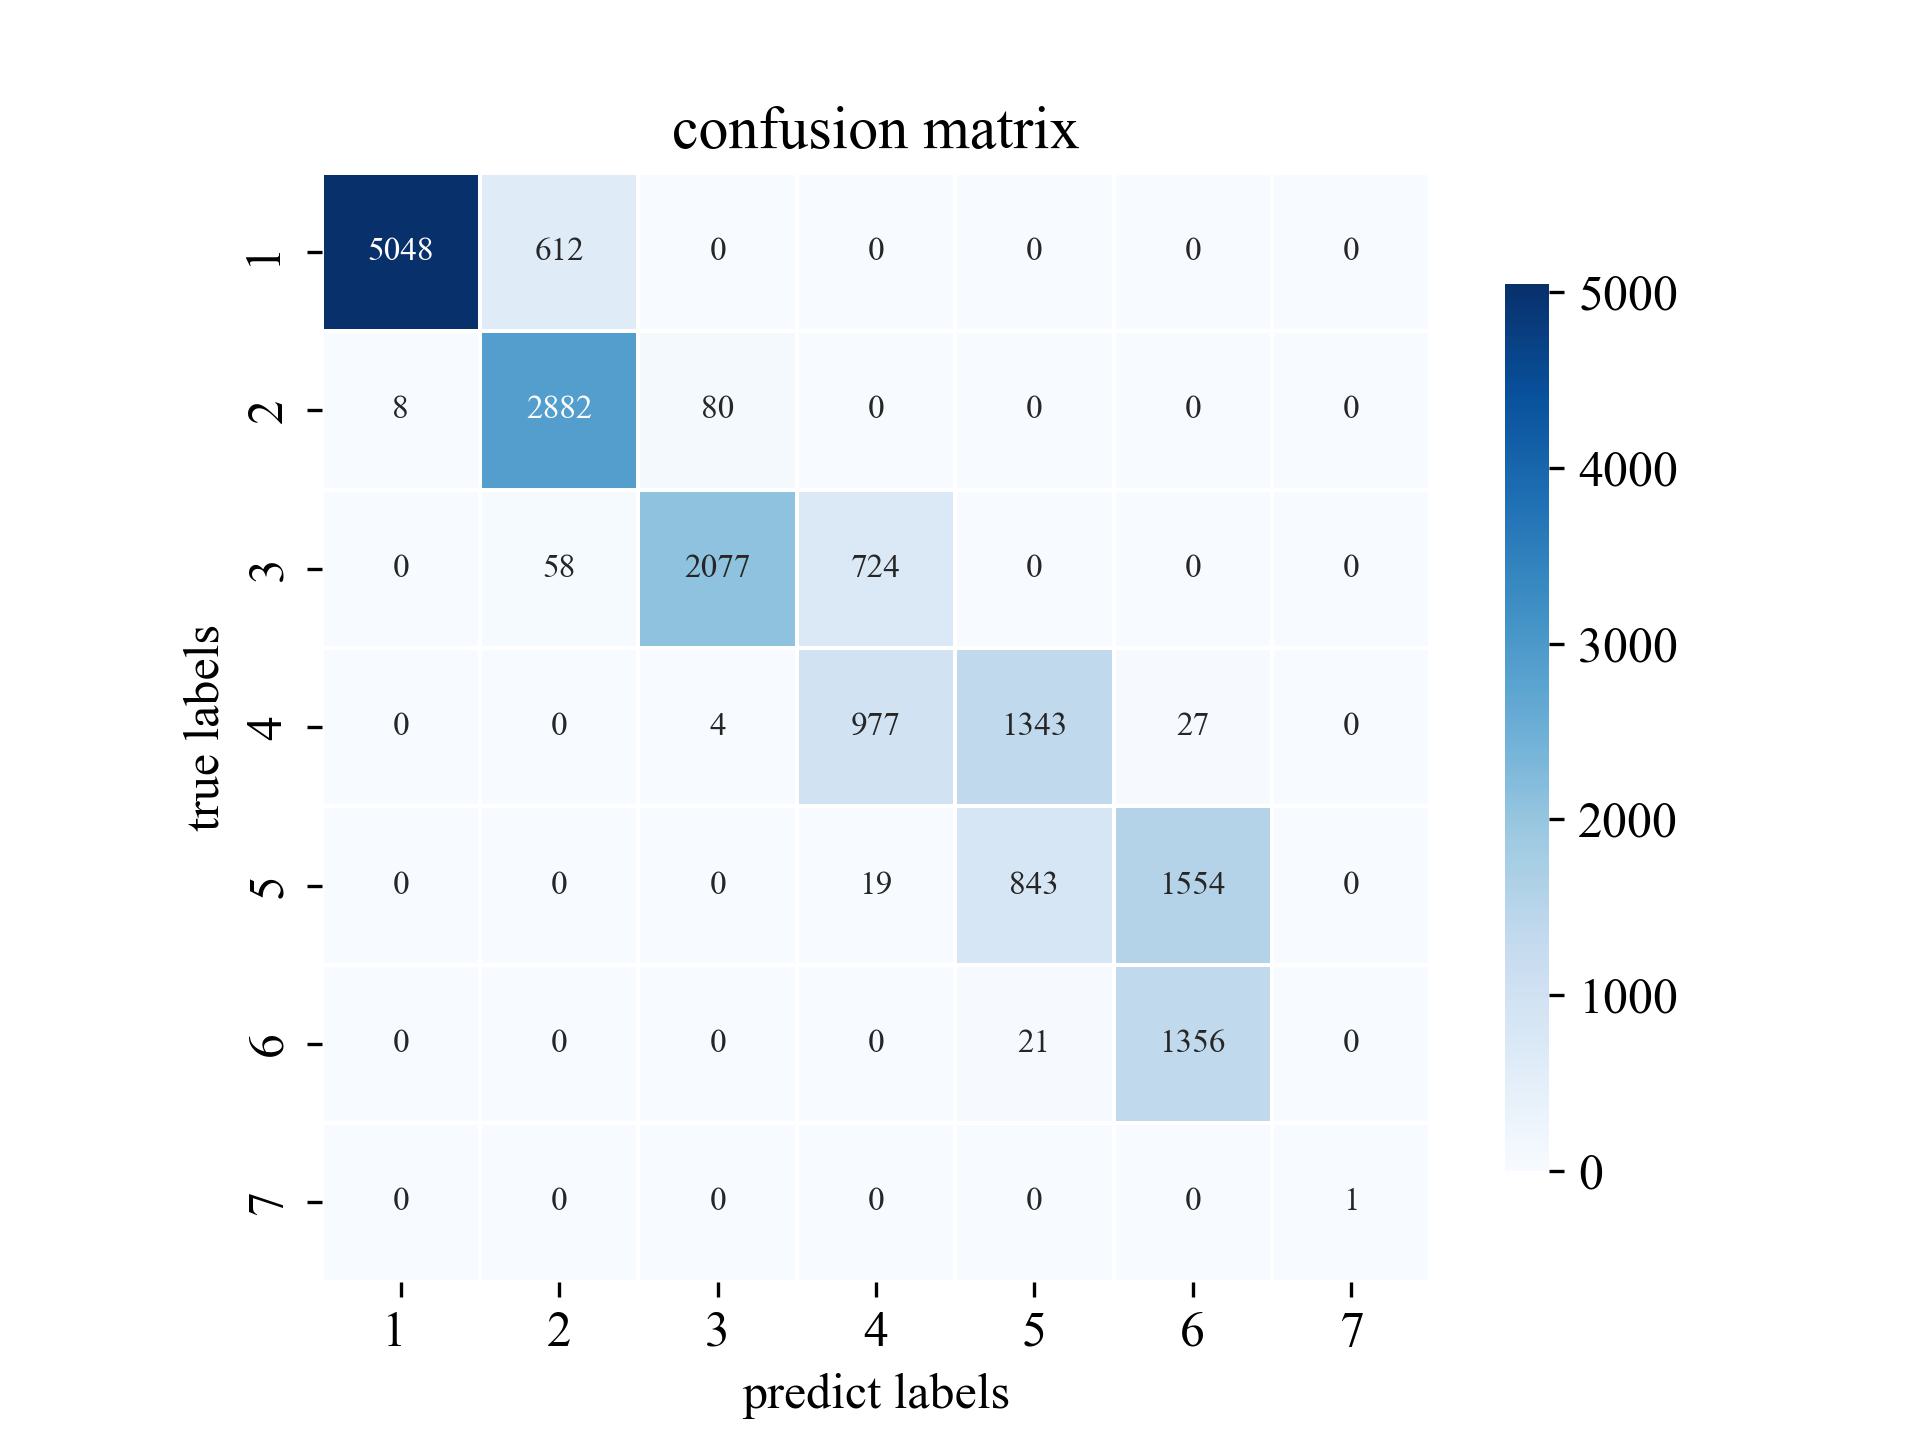 confusion matrix
1 5048 612 0 0 0 0 0
2 8 2882 80 0 0 0 0
3 0 58 2077 724 0 0 0
4 0 0 4 977 1343 27 0
5 0 0 0 19 843 1554 0
6 0 0 0 0 21 1356 0
7 0 0 0 0 0 0 1
1 2 3 4 5 6 7
predict labels
true labels
5000
4000
3000
2000
1000
0